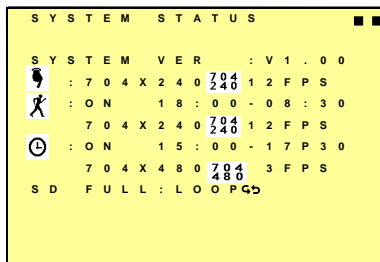 SYSTEM STATUS
SYSTEM VER : V1.00
:704X240 704 240 12FPS
:ON 18:00-08:30
704X240 704 240 12FPS
:ON 15:00-17P30
704X480 704 480 3FPS
SD FULL:LOOP